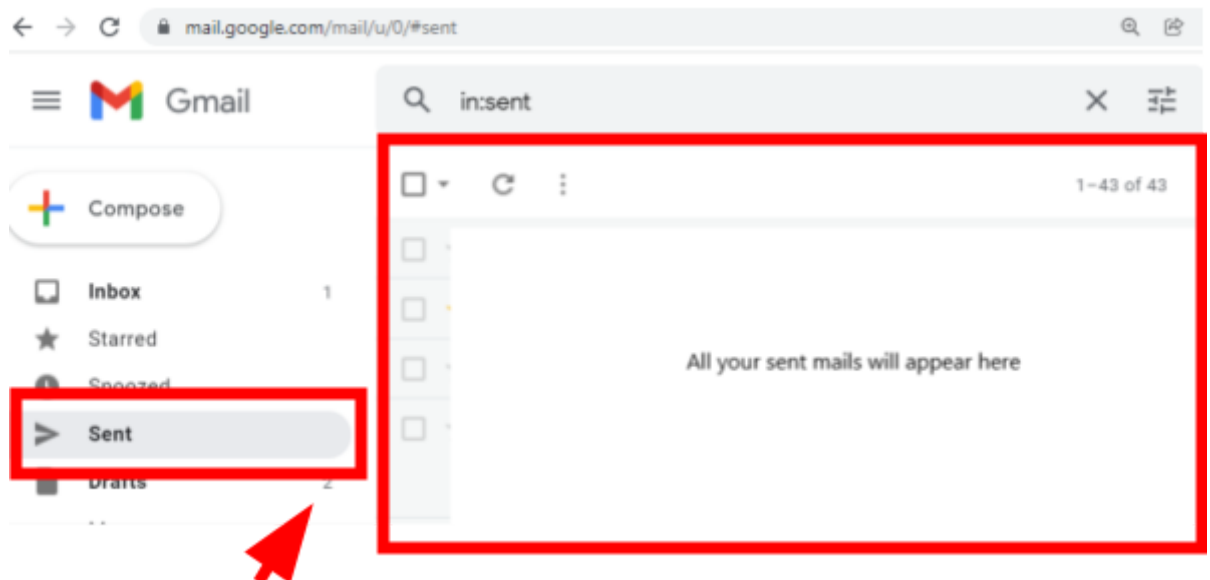 mail.google.com/mail/u/0/#sent
Gmail
in:sent
1–43 of 43
Compose
Inbox 1
Starred
Snoozed
All your sent mails will appear here
Sent
Drafts 2